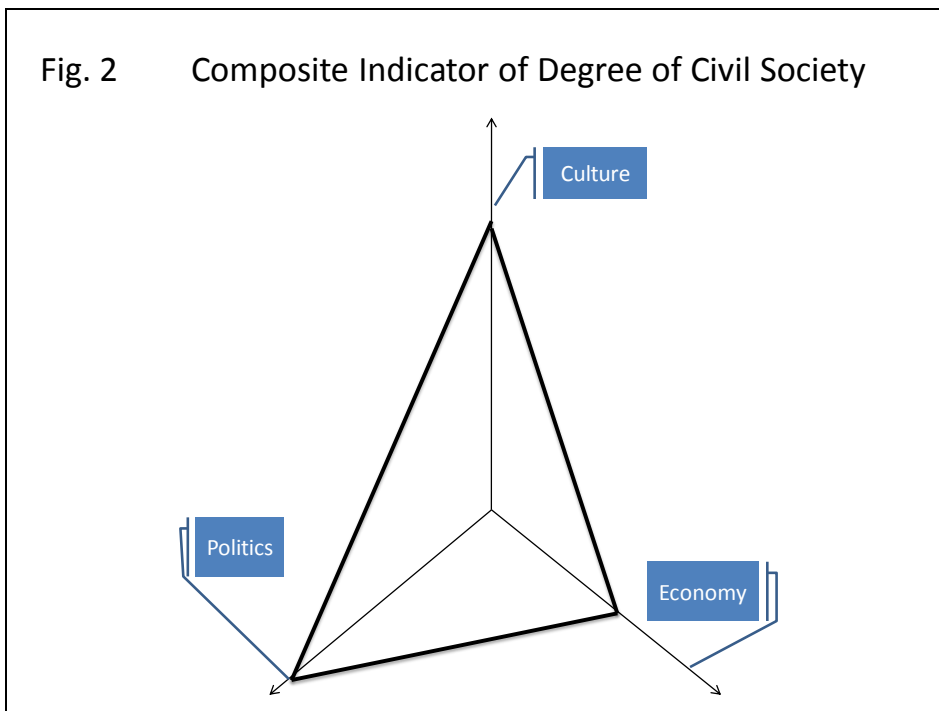 Fig. 2 Composite Indicator of Degree of Civil Society
Culture
Politics
Economy